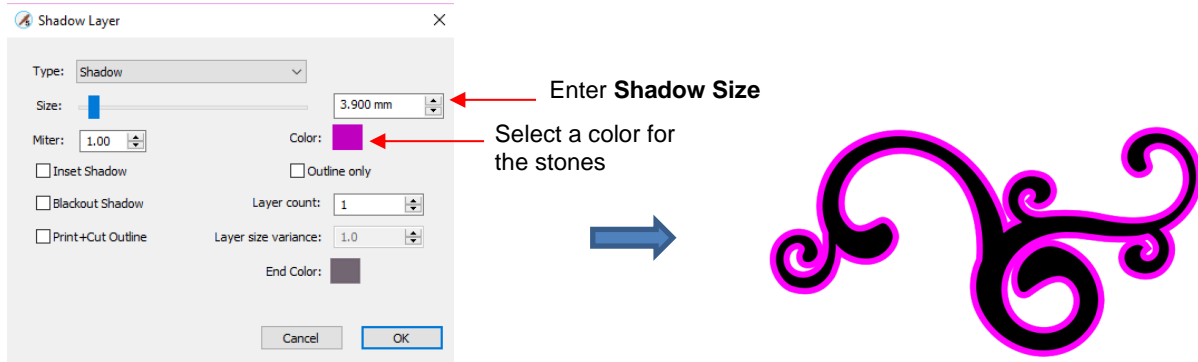 Shadow Layer
Type: Shadow
Size: 3.900 mm
Enter Shadow Size
Miter: 1.00 Color:
Select a color for
the stones
Inset Shadow Outline only
Blackout Shadow Layer count: 1
Print+Cut Outline Layer size variance: 1.0
End Color:
Cancel OK